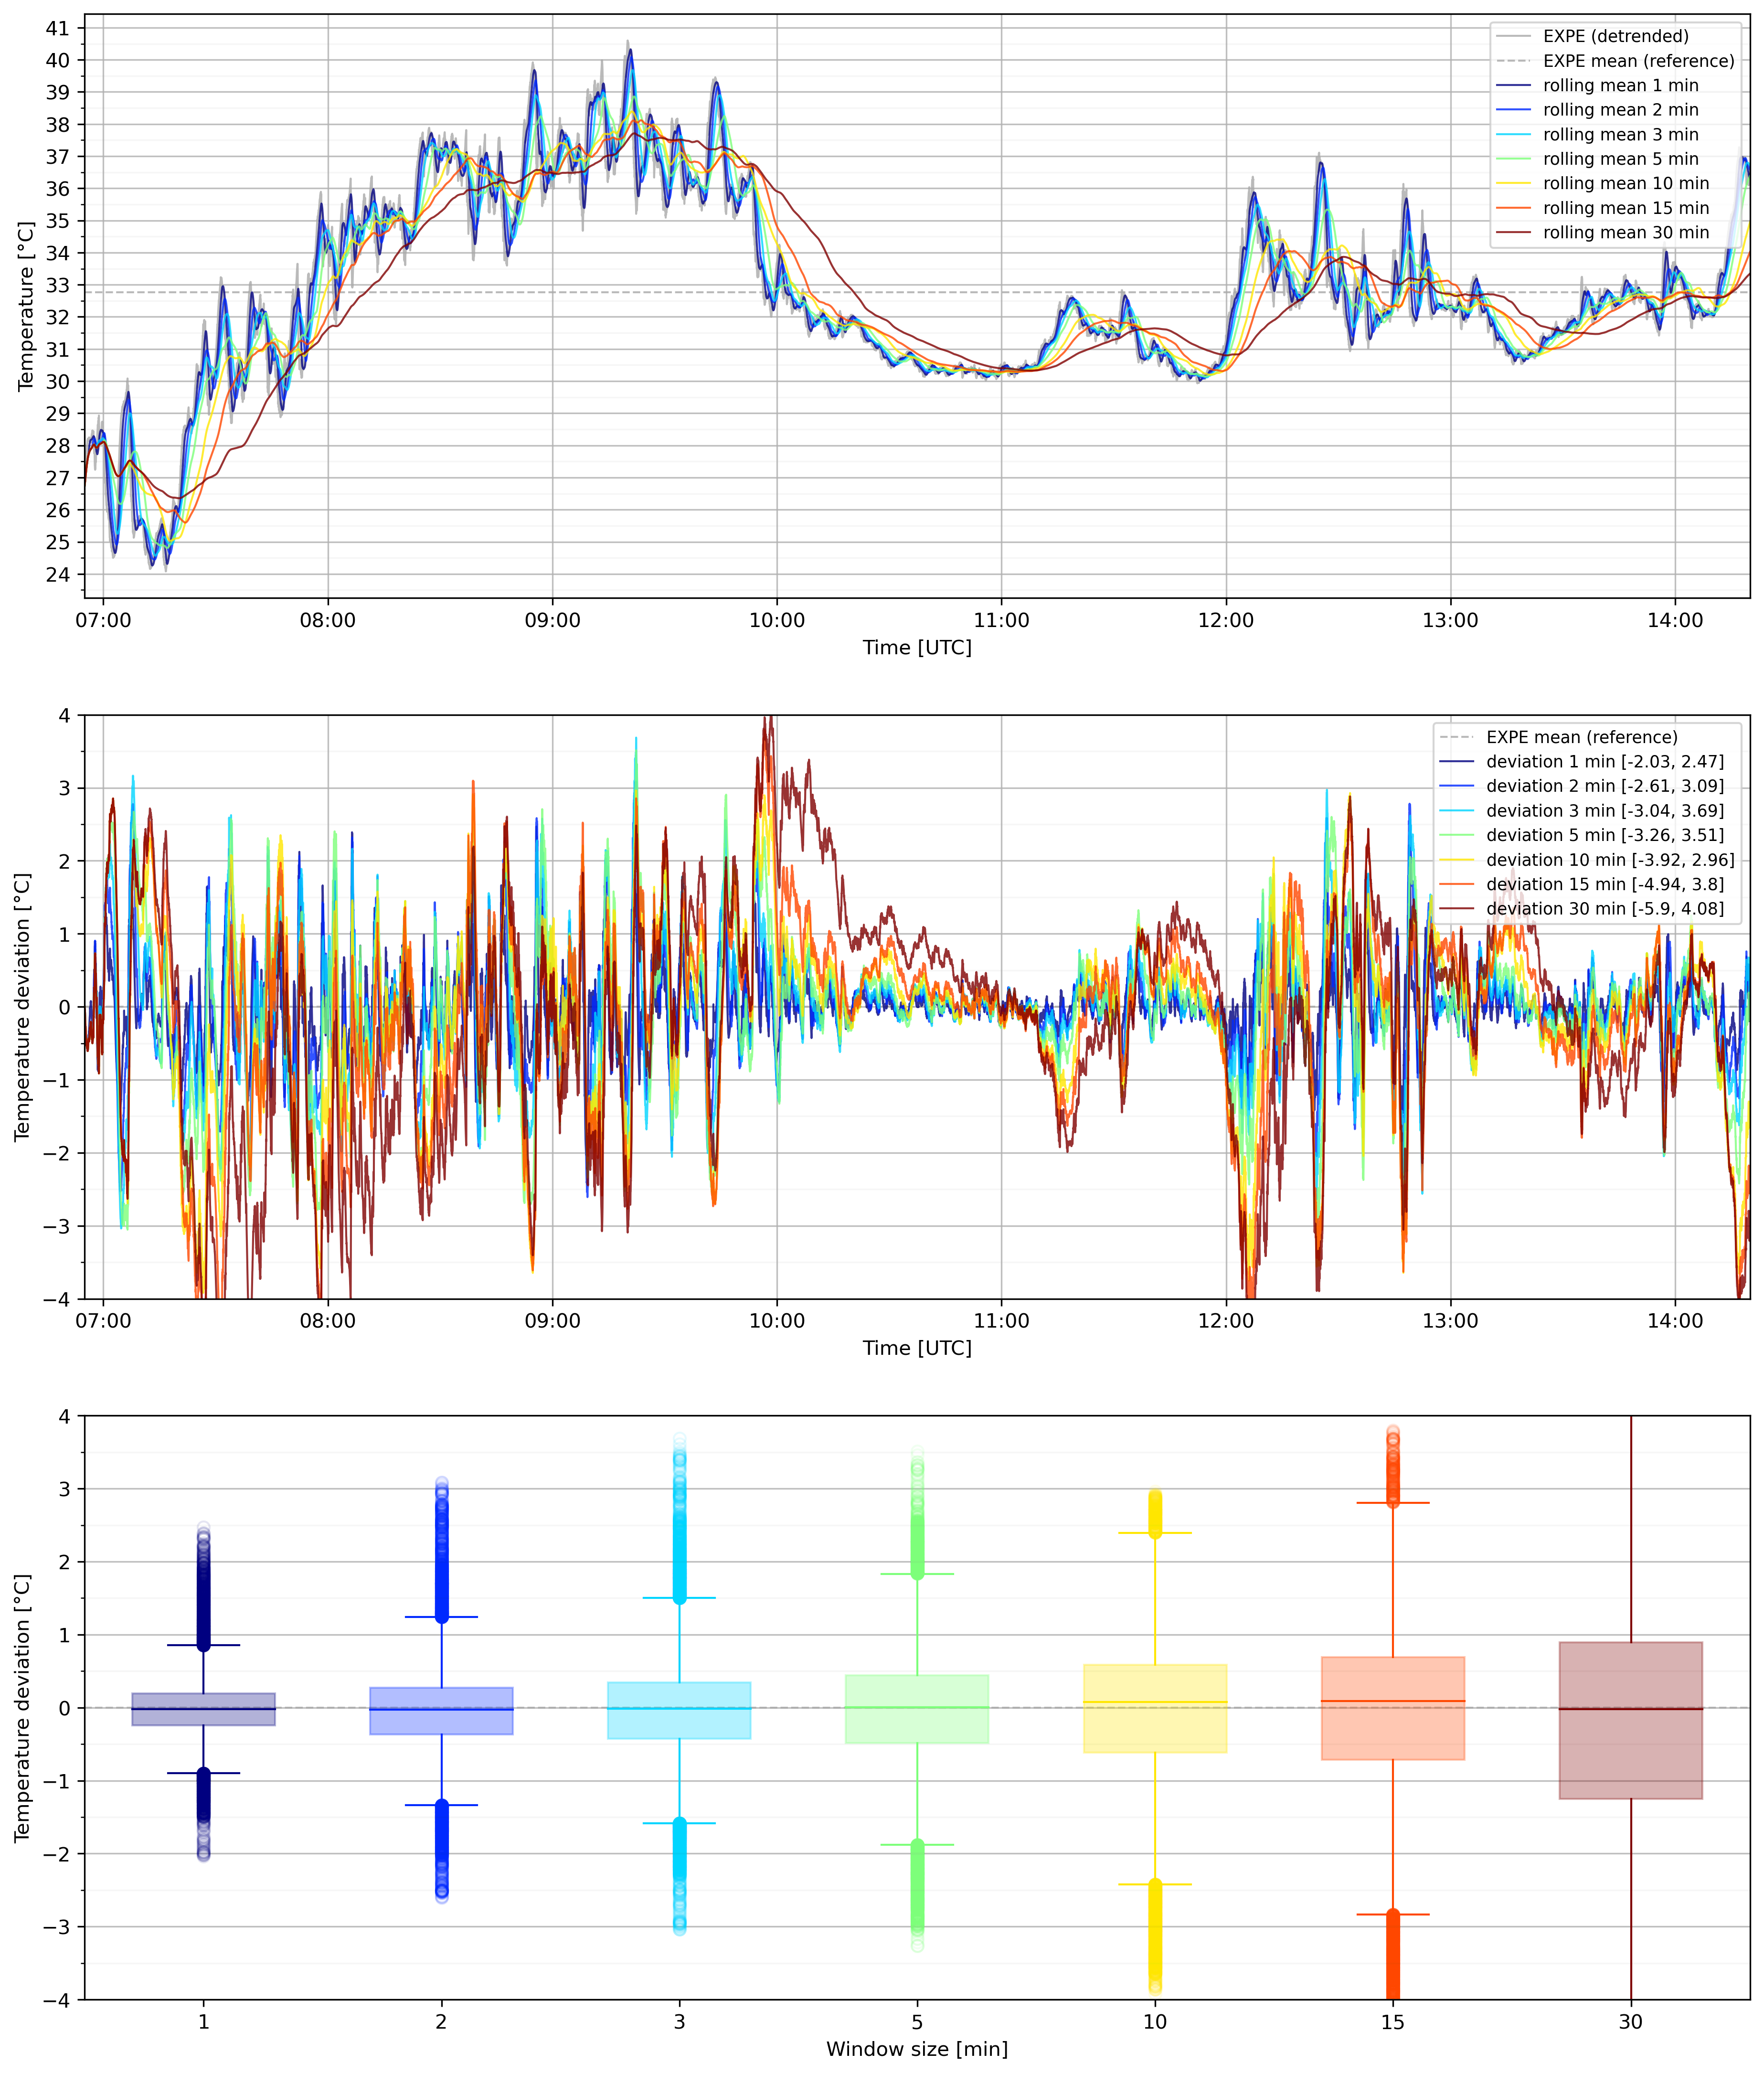 41
40
39
38
37
36
35
34
33
32
31
30
29
28
27
26
25
24
Temperature [°C]
EXPE (detrended)
EXPE mean (reference)
rolling mean 1 min
rolling mean 2 min
rolling mean 3 min
rolling mean 5 min
rolling mean 10 min
rolling mean 15 min
rolling mean 30 min
07:00 08:00 09:00 10:00 11:00 12:00 13:00 14:00
Time [UTC]
4
3
2
1
0
−1
−2
−3
−4
Temperature deviation [°C]
EXPE mean (reference)
deviation 1 min [-2.03, 2.47]
deviation 2 min [-2.61, 3.09]
deviation 3 min [-3.04, 3.69]
deviation 5 min [-3.26, 3.51]
deviation 10 min [-3.92, 2.96]
deviation 15 min [-4.94, 3.8]
deviation 30 min [-5.9, 4.08]
07:00 08:00 09:00 10:00 11:00 12:00 13:00 14:00
Time [UTC]
4
3
2
1
0
−1
−2
−3
−4
Temperature deviation [°C]
1 2 3 5 10 15 30
Window size [min]